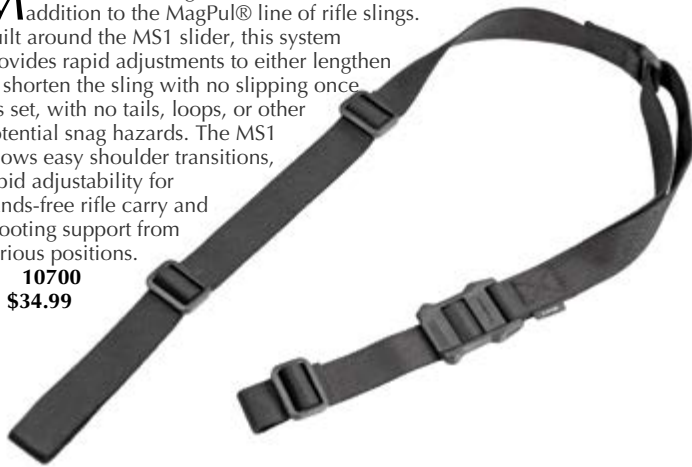 addition to the MagPul® line of rifle slings.
uilt around the MS1 slider, this system
ovides rapid adjustments to either lengthen
shorten the sling with no slipping once
s set, with no tails, loops, or other
otential snag hazards. The MS1
lows easy shoulder transitions,
pid adjustability for
nds-free rifle carry and
ooting support from
rious positions.
10700
$34.99